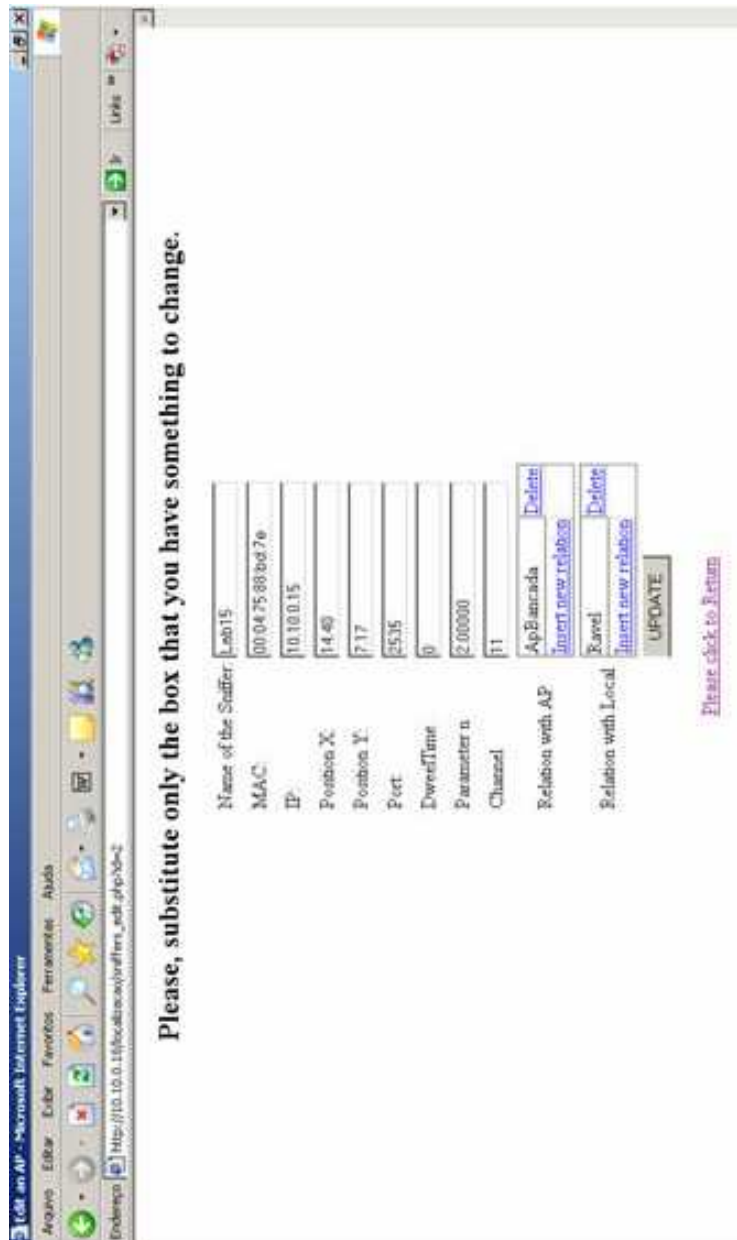 Edit an AP - Microsoft Internet Explorer
Arquivo Editar Exibir Favoritos Ferramentas Ajuda
Endereço
Ir Links »
Please, substitute only the box that you have something to change.
Name of the Sniffer: Lab15
MAC: 00:04:75:88:bd:7e
IP: 10.10.0.15
Position X: 14.40
Position Y: 7.17
Port: 2535
DweelTime 0
Parameter n 2.00000
Channel 11
Relation with AP ApBancada Delete
Insert new relation
Relation with Local Ravel Delete
Insert new relation
UPDATE
Please click to Return